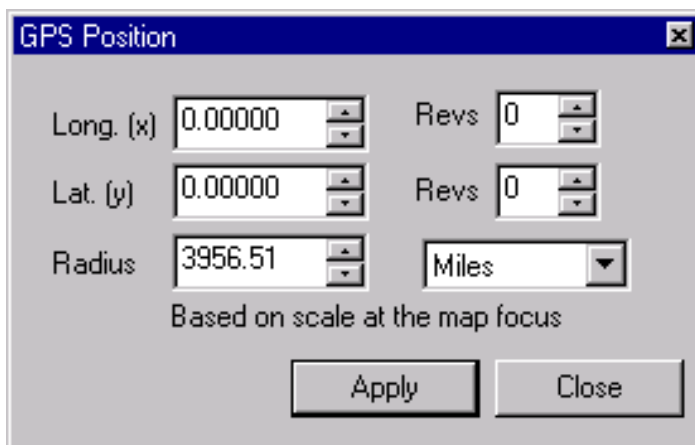 GPS Position
Long. (x) 0.00000 Revs 0
Lat. (y) 0.00000 Revs 0
Radius 3956.51 Miles
Based on scale at the map focus
Apply Close